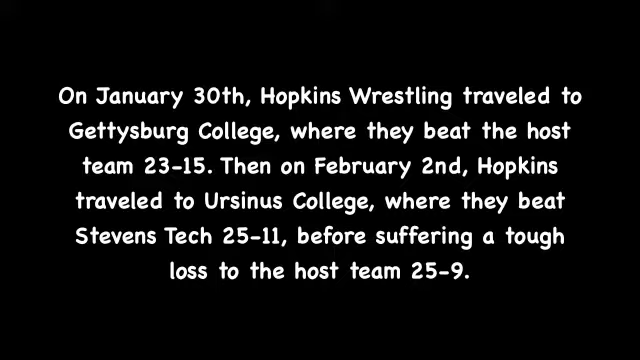 On January 30th, Hopkins Wrestling traveled to
Gettysburg College, where they beat the host
team 23-15. Then on February 2nd, Hopkins
traveled to Ursinus College, where they beat
Stevens Tech 25-11, before suffering a tough
loss to the host team 25-9.